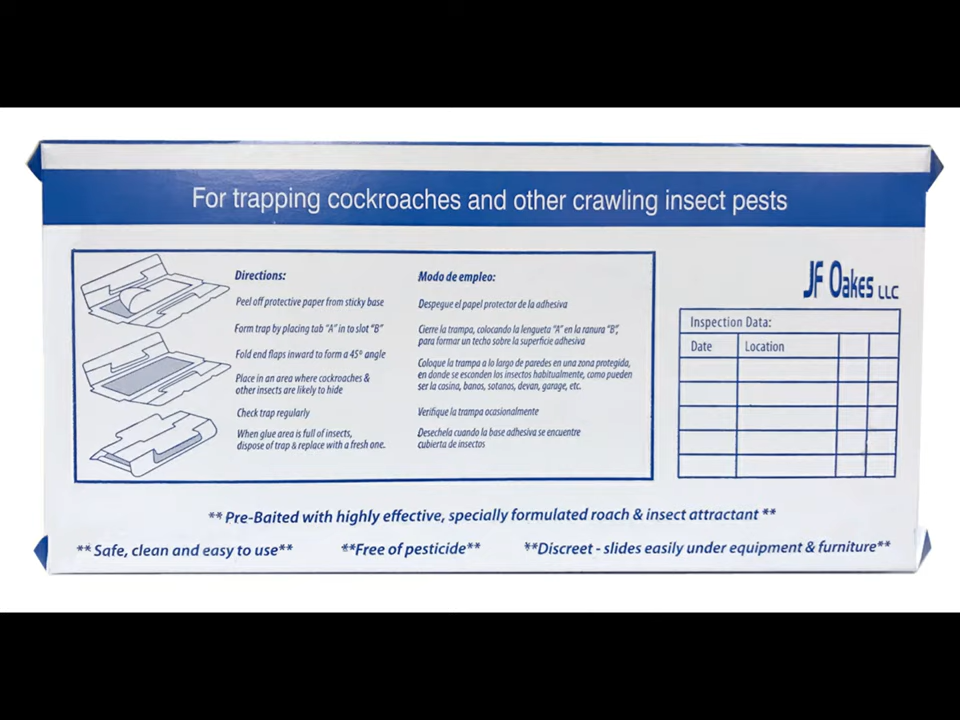 For trapping cockroaches and other crawling insect pests
Directions:
Peel off protective paper from sticky base
Form trap by placing tab "A" in to slot "B"
Fold end flaps inward to form a 45º angle
Place in an area where cockroaches &
other insects are likely to hide
Check trap regularly
When glue area is full of insects,
dispose of trap & replace with a fresh one.
Modo de empleo:
Despegue el papel protector de la adhesiva
Cierre la trampa, colocando la lengueta "A" en la ranura "B",
para formar un techo sobre la superficie adhesiva
Coloque la trampa a lo largo de paredes en una zona protegida,
en donde se esconden los insectos habitualmente, como pueden
ser la cosina, banos, sotanos, devan, garage, etc.
Verifique la trampa ocasionalmente
Desechela cuando la base adhesiva se encuentre
cubierta de insectos
JF Oakes LLC
Inspection Data:
Date Location
** Pre-Baited with highly effective, specially formulated roach & insect attractant **
** Safe, clean and easy to use** **Free of pesticide** **Discreet - slides easily under equipment & furniture**